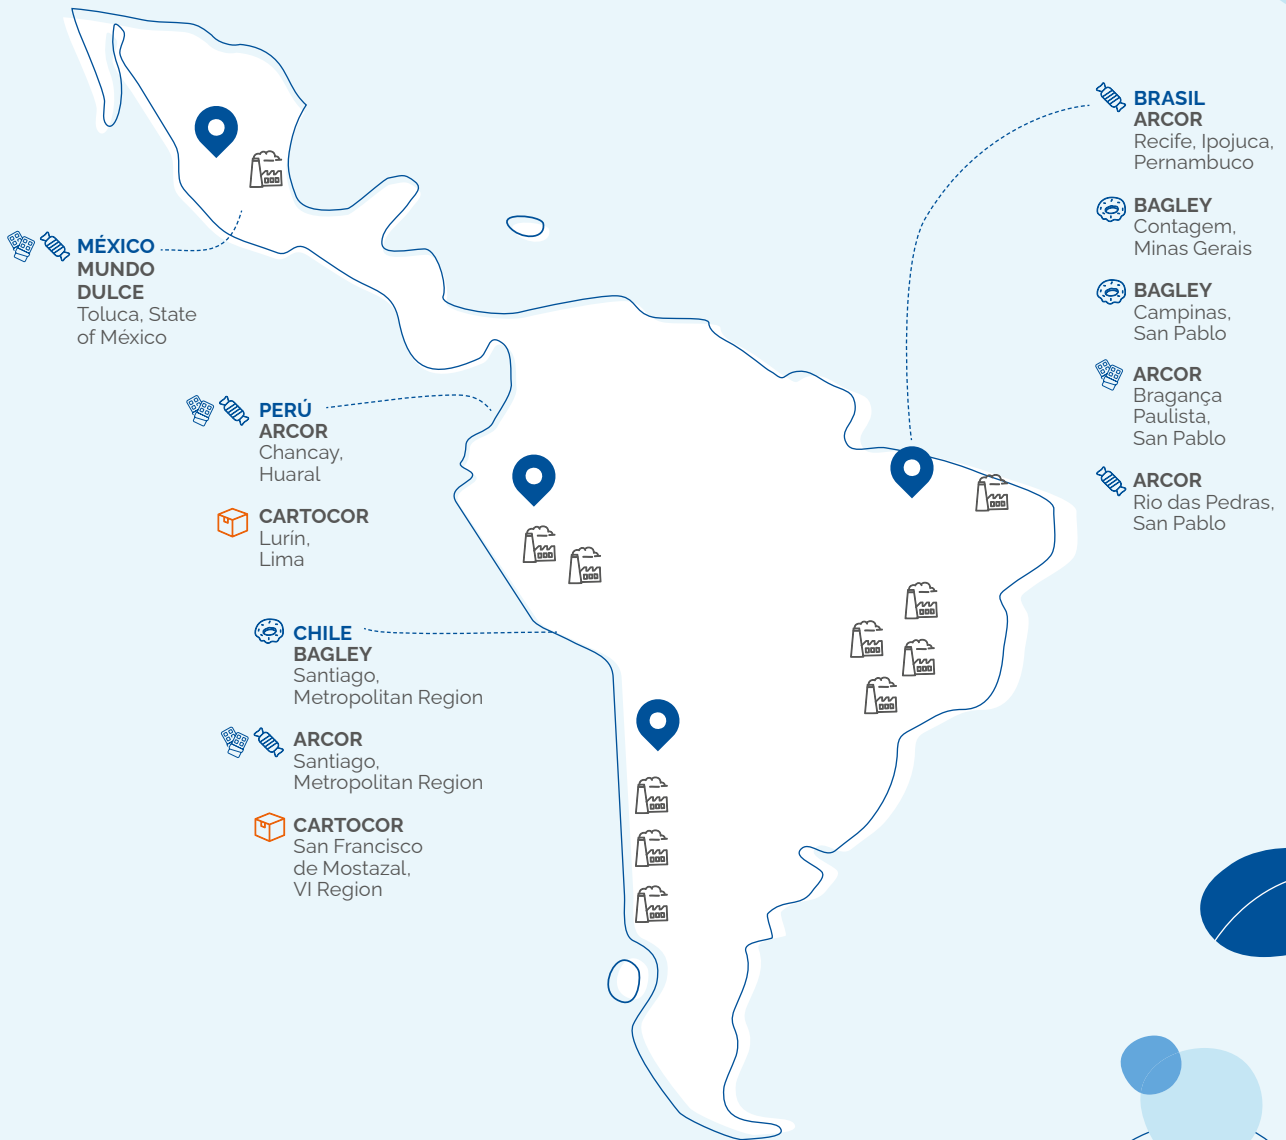 MÉXICO
MUNDO
DULCE
Toluca, State
of México
PERÚ
ARCOR
Chancay,
Huaral
CARTOCOR
Lurín,
Lima
CHILE
BAGLEY
Santiago,
Metropolitan Region
ARCOR
Santiago,
Metropolitan Region
CARTOCOR
San Francisco
de Mostazal,
VI Region
BRASIL
ARCOR
Recife, Ipojuca,
Pernambuco
BAGLEY
Contagem,
Minas Gerais
BAGLEY
Campinas,
San Pablo
ARCOR
Bragança
Paulista,
San Pablo
ARCOR
Rio das Pedras,
San Pablo